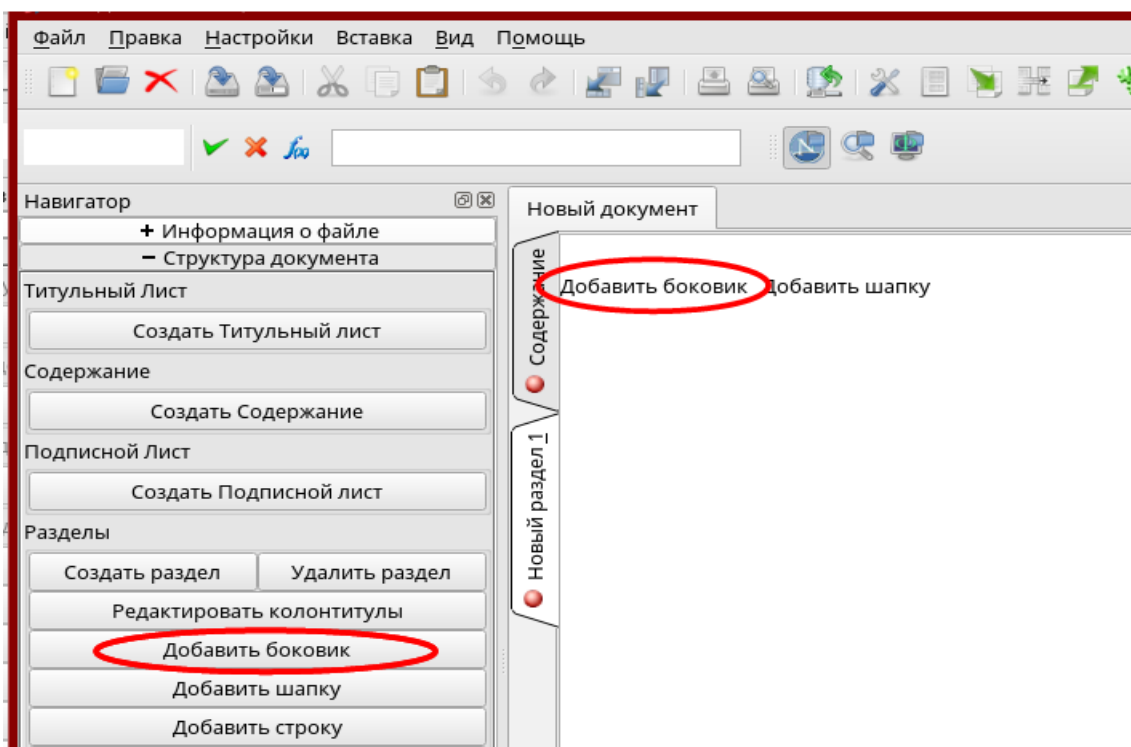 Файл Правка Настройки Вставка Вид Помощь
f(x)
Навигатор
+ Информация о файле
− Структура документа
Титульный Лист
Создать Титульный лист
Содержание
Создать Содержание
Подписной Лист
Создать Подписной лист
Разделы
Создать раздел Удалить раздел
Редактировать колонтитулы
Добавить боковик
Добавить шапку
Добавить строку
Новый документ
Содержание
Новый раздел 1
Добавить боковик Добавить шапку